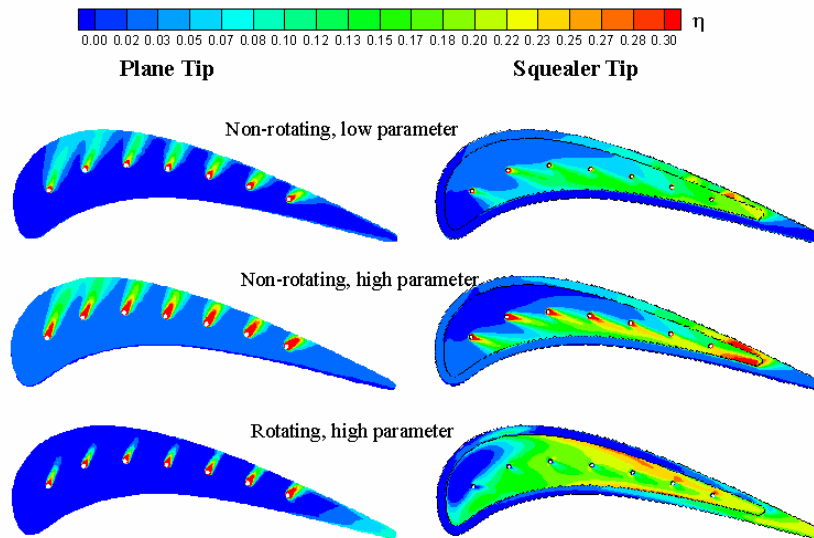 η
0.00 0.02 0.03 0.05 0.07 0.08 0.10 0.12 0.13 0.15 0.17 0.18 0.20 0.22 0.23 0.25 0.27 0.28 0.30
Plane Tip Squealer Tip
Non-rotating, low parameter
Non-rotating, high parameter
Rotating, high parameter